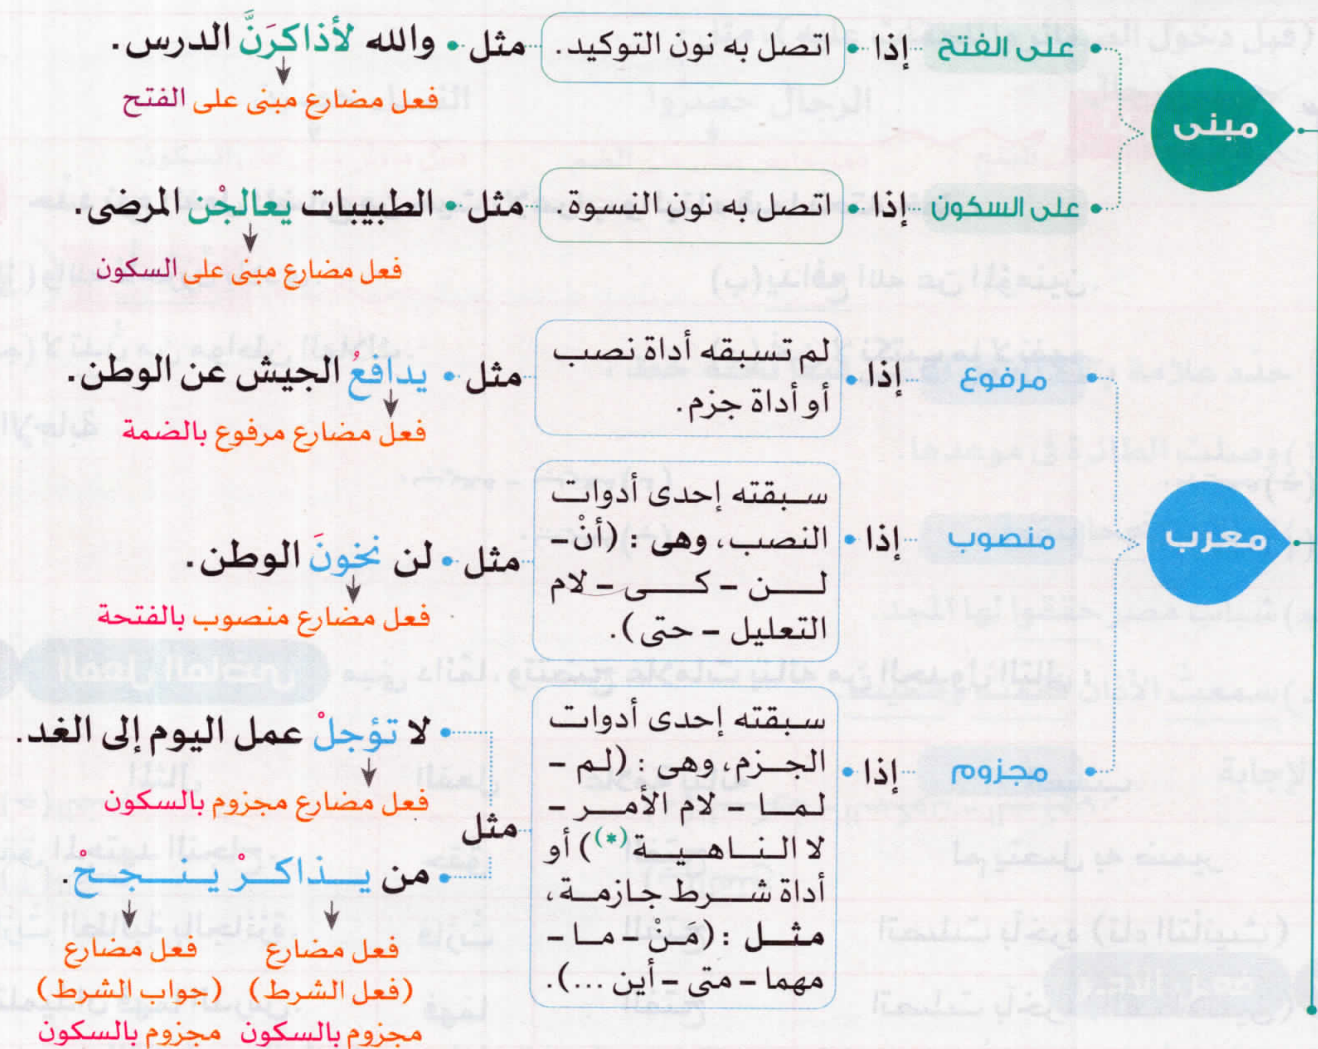 مبنى
على الفتح إذا اتصل به نون التوكيد. مثل • والله لأذاكرَنَّ الدرس.
فعل مضارع مبنى على الفتح
على السكون إذا اتصل به نون النسوة. مثل • الطبيبات يعالجْن المرضى.
فعل مضارع مبنى على السكون
معرب
مرفوع إذا
لم تسبقه أداة نصب
أو أداة جزم.
مثل • يدافعُ الجيش عن الوطن.
فعل مضارع مرفوع بالضمة
منصوب إذا
سبقته إحدى أدوات
النصب، وهى : (أنْ –
لن – كى – لام
التعليل – حتى).
مثل • لن نخونَ الوطن.
فعل مضارع منصوب بالفتحة
مجزوم إذا
سبقته إحدى أدوات
الجزم، وهى : (لم –
لما – لام الأمر –
لا الناهية(*)) أو
أداة شرط جازمة،
مثل : (مَنْ – ما –
مهما – متى – أين ...).
مثل
• لا تؤجلْ عمل اليوم إلى الغد.
فعل مضارع مجزوم بالسكون
• من يذاكرْ ينجحْ.
فعل مضارع
(فعل الشرط)
مجزوم بالسكون
فعل مضارع
(جواب الشرط)
مجزوم بالسكون